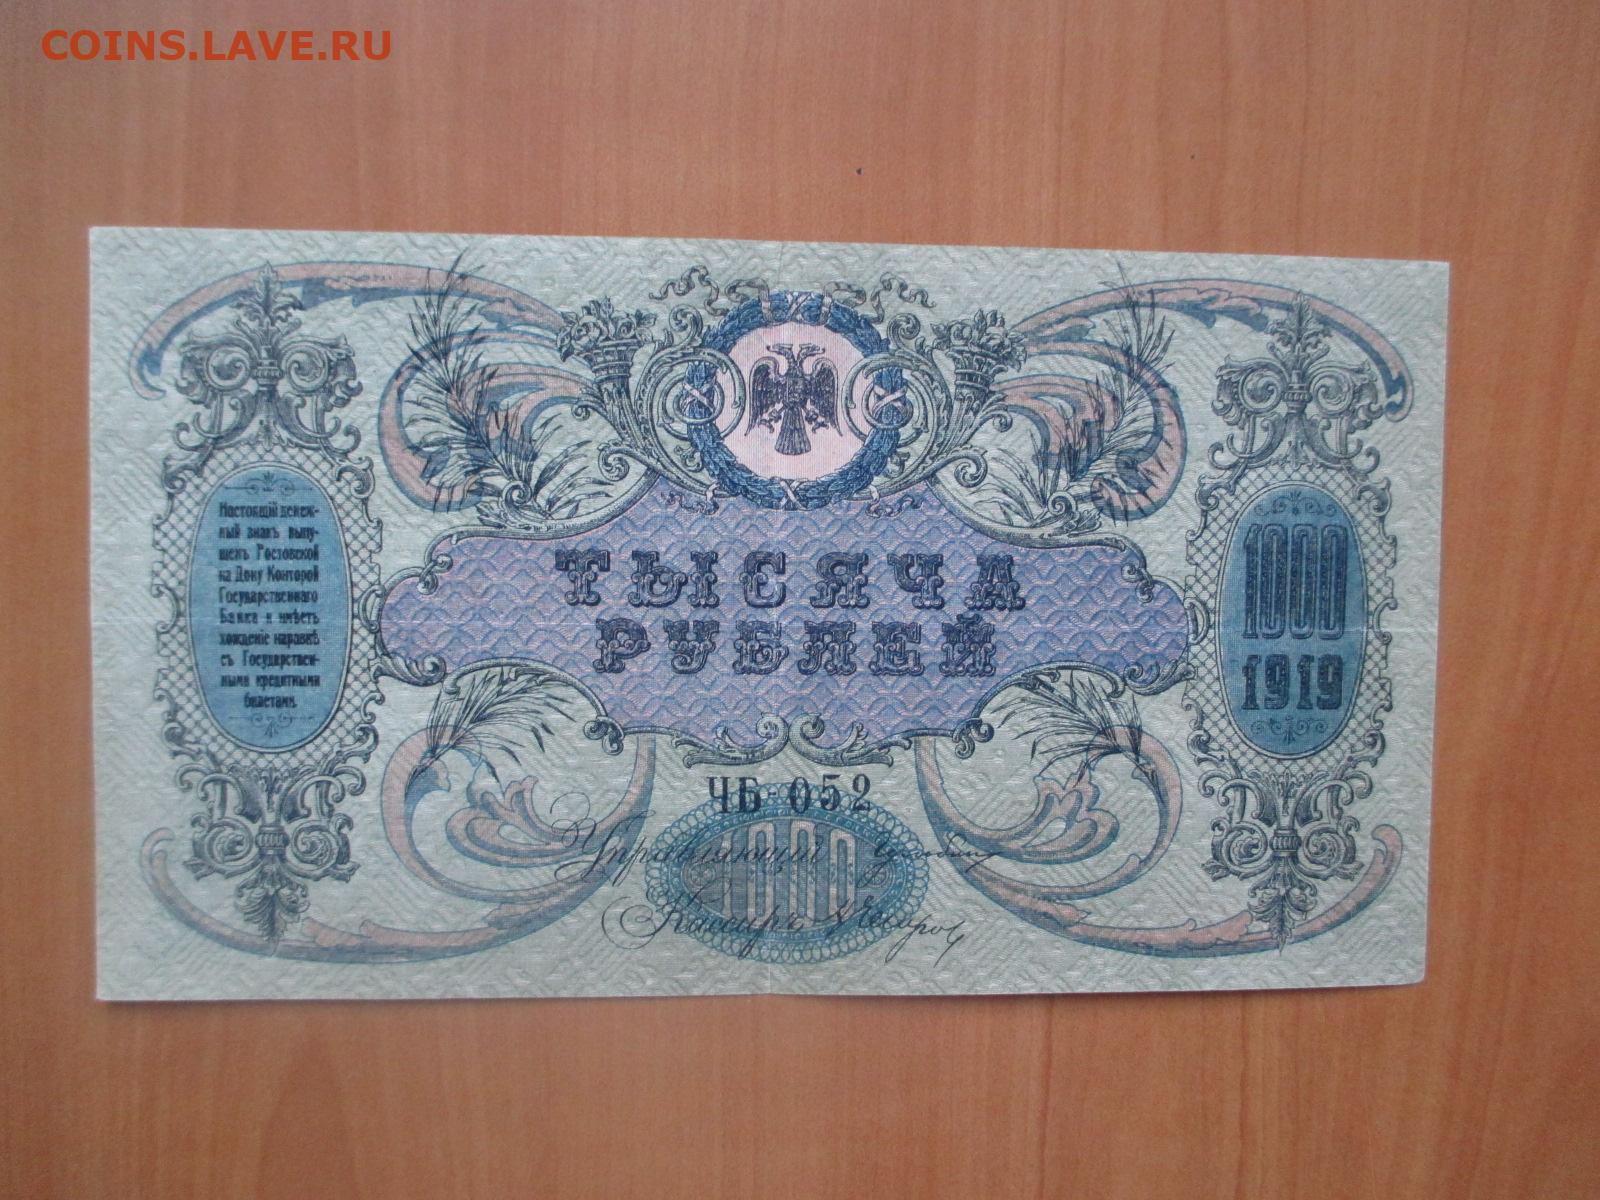 COINS.LAVE.RU
Настоящій денеж-
ный знакъ выпу-
щенъ Ростовской
на Дону Конторой
Государственнаго
Банка и имѣетъ
хожденіе наравнѣ
съ Государствен-
ными кредитными
билетами.
ТЫСЯЧА
РУБЛЕЙ
1000
1919
ЧБ-052
1000
Управляющій
Кассиръ